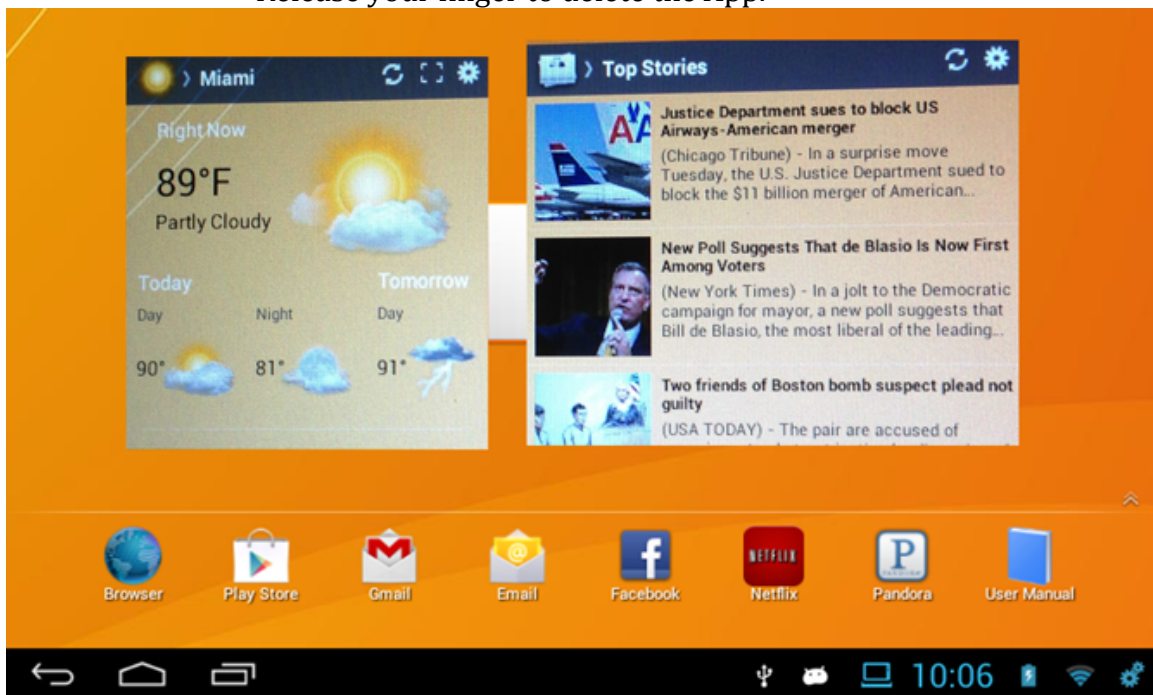 Release your finger to delete the App.
Miami
Top Stories
Right Now
89°F
Partly Cloudy
Today
Tomorrow
Day
Night
Day
90°
81°
91°
AA
Justice Department sues to block US
Airways-American merger
(Chicago Tribune) - In a surprise move
Tuesday, the U.S. Justice Department sued to
block the $11 billion merger of American...
New Poll Suggests That de Blasio Is Now First
Among Voters
(New York Times) - In a jolt to the Democratic
campaign for mayor, a new poll suggests that
Bill de Blasio, the most liberal of the leading...
Two friends of Boston bomb suspect plead not
guilty
(USA TODAY) - The pair are accused of
@
f
NETFLIX
P
Browser
Play Store
Gmail
Email
Facebook
Netflix
Pandora
User Manual
10:06